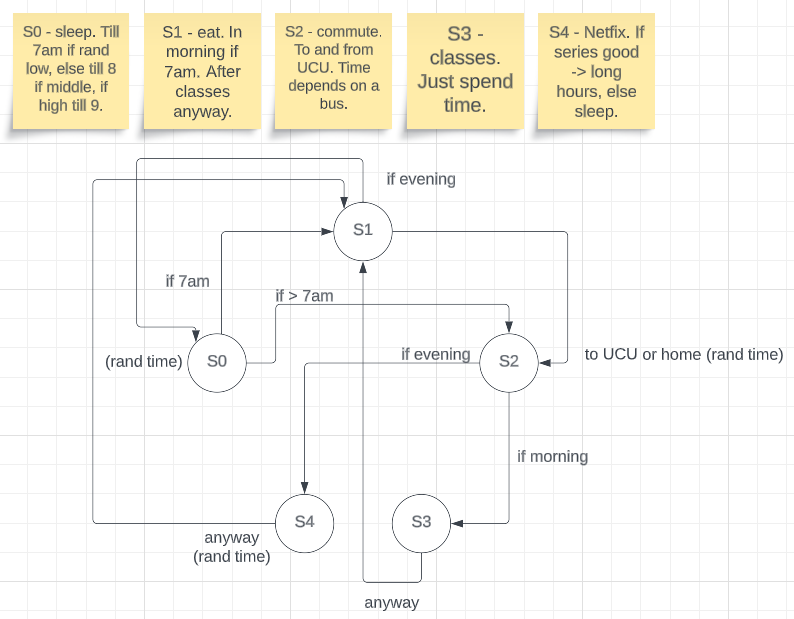 S0 - sleep. Till
7am if rand
low, else till 8
if middle, if
high till 9.
S1 - eat. In
morning if
7am. After
classes
anyway.
S2 - commute.
To and from
UCU. Time
depends on a
bus.
S3 -
classes.
Just spend
time.
S4 - Netfix. If
series good
-> long
hours, else
sleep.
if evening
S1
if 7am
if > 7am
(rand time)
S0
if evening
S2
to UCU or home (rand time)
if morning
S4
S3
anyway
(rand time)
anyway